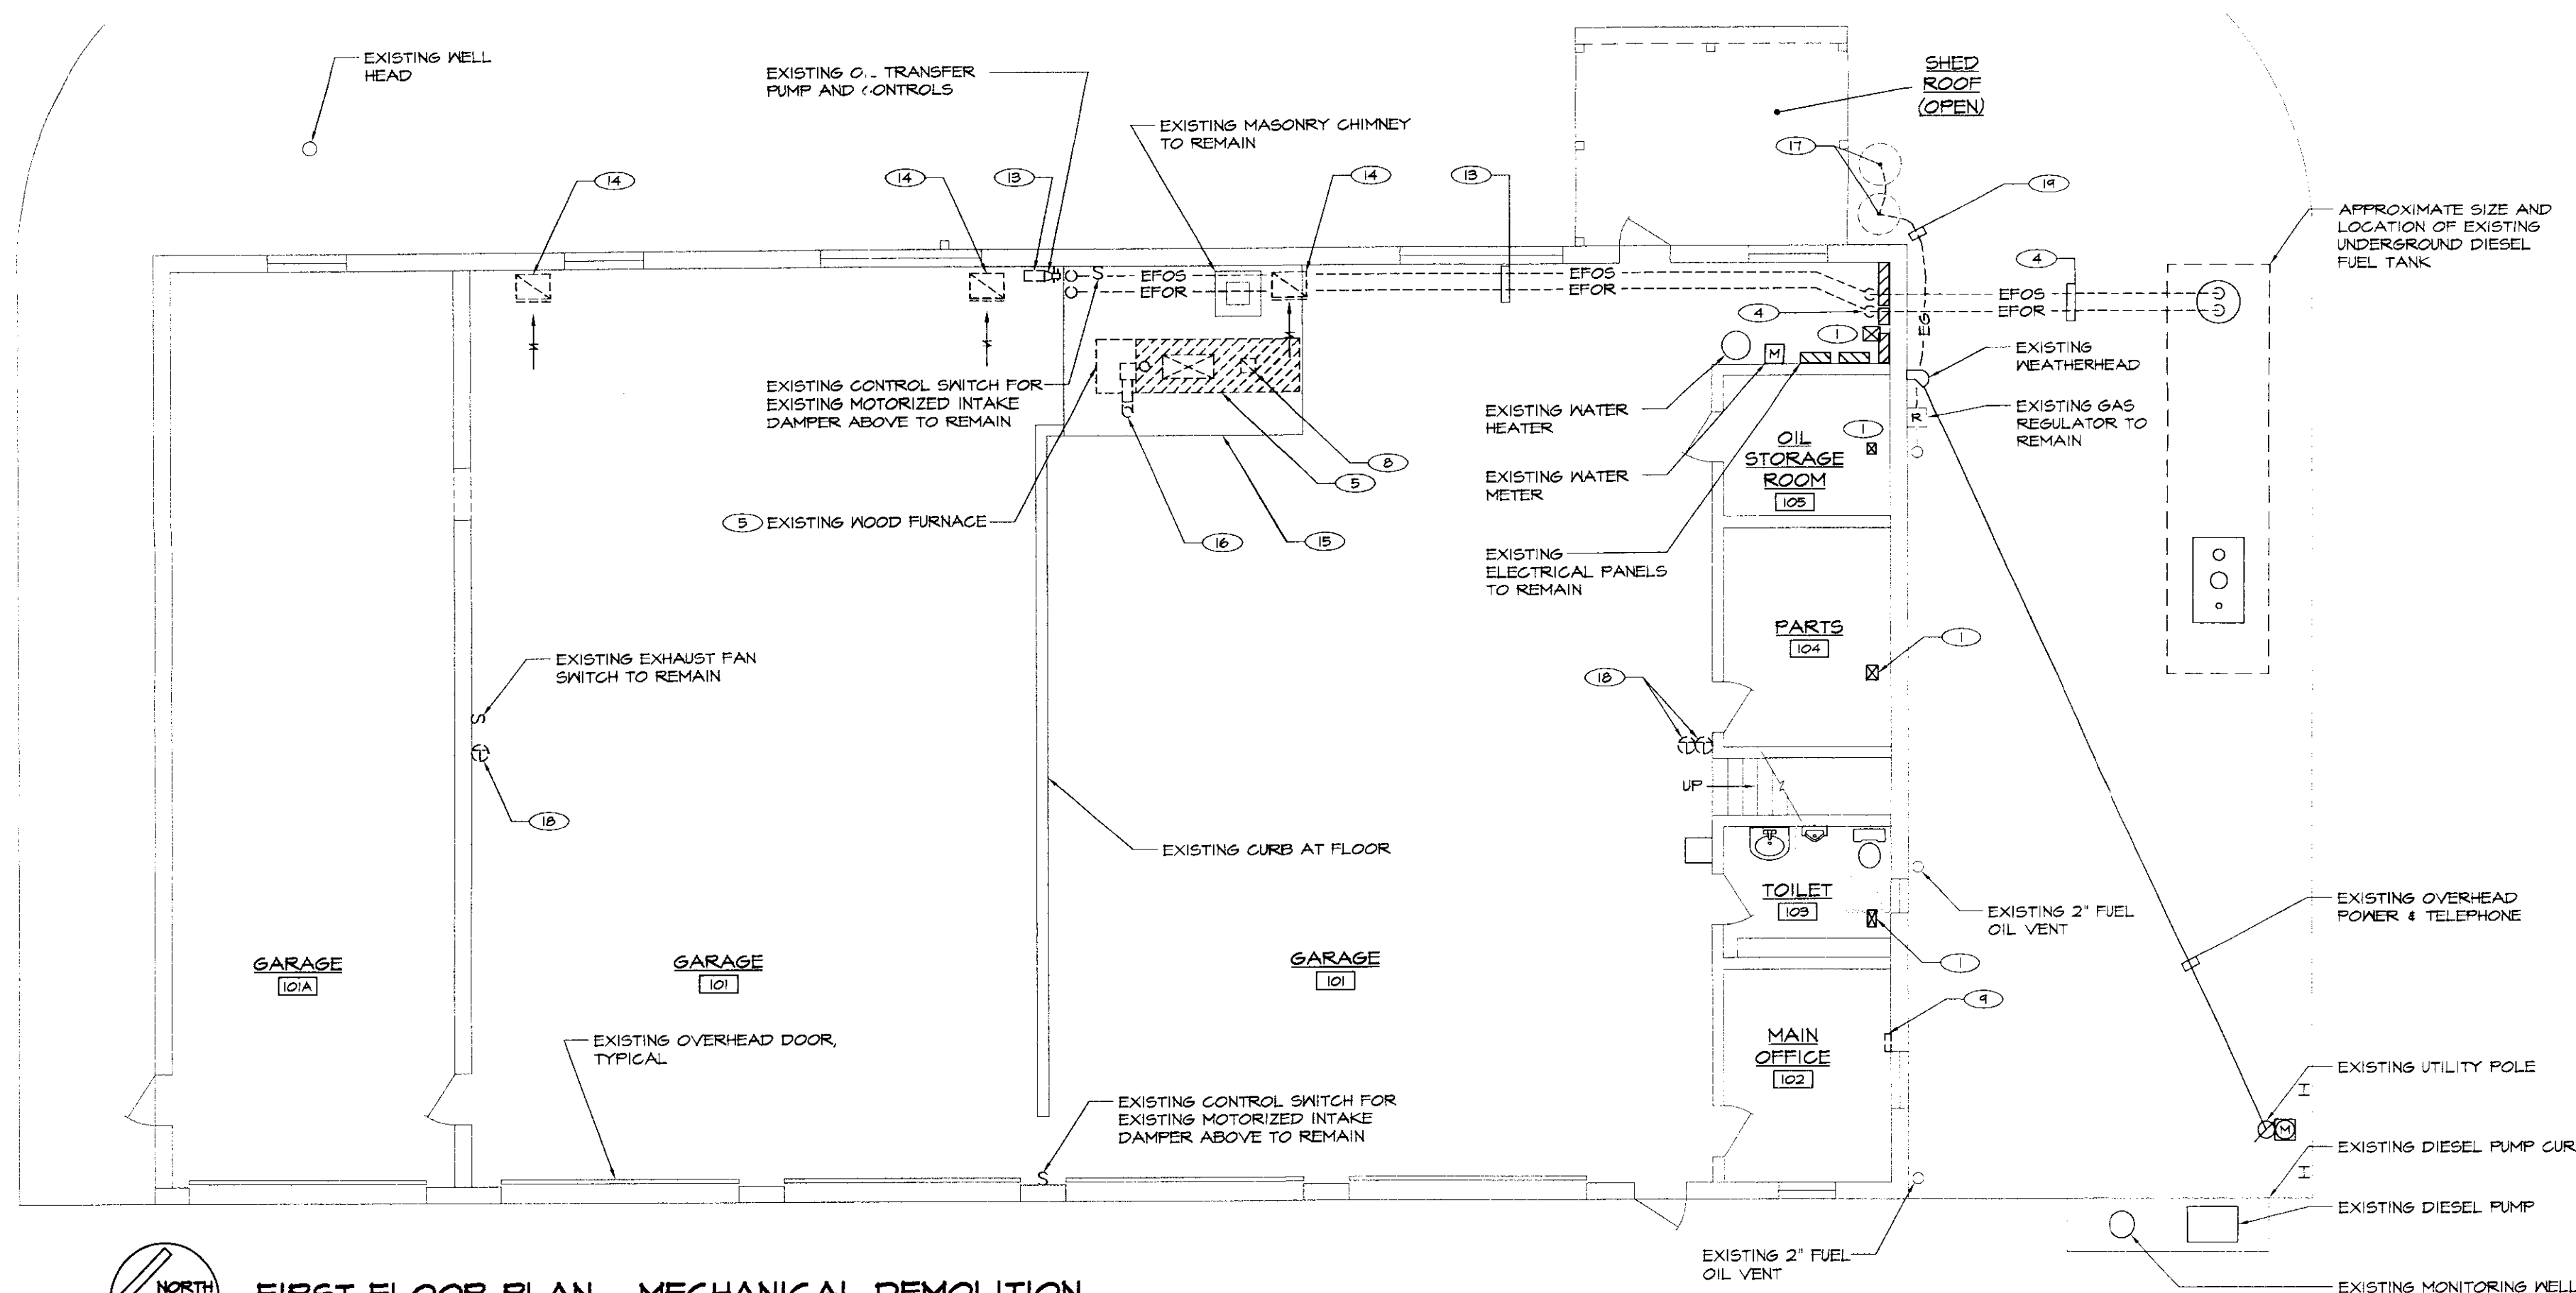 EXISTING WELL
HEAD
EXISTING O.. TRANSFER
PUMP AND CONTROLS
EXISTING MASONRY CHIMNEY
TO REMAIN
SHED
ROOF
(OPEN)
14
14
13
14
13
17
19
4
APPROXIMATE SIZE AND
LOCATION OF EXISTING
UNDERGROUND DIESEL
FUEL TANK
S
EFOS
EFOR
EFOS
EFOR
EFOS
EFOR
4
1
EG
M
EXISTING
WEATHERHEAD
EXISTING CONTROL SWITCH FOR
EXISTING MOTORIZED INTAKE
DAMPER ABOVE TO REMAIN
EXISTING WATER
HEATER
R
EXISTING GAS
REGULATOR TO
REMAIN
1
8
5
OIL
STORAGE
ROOM
105
EXISTING WATER
METER
5 EXISTING WOOD FURNACE
16
15
EXISTING
ELECTRICAL PANELS
TO REMAIN
PARTS
104
1
EXISTING EXHAUST FAN
SWITCH TO REMAIN
S
18
18
UP
EXISTING CURB AT FLOOR
TOILET
103
1
EXISTING 2" FUEL
OIL VENT
EXISTING OVERHEAD
POWER & TELEPHONE
GARAGE
101A
GARAGE
101
GARAGE
101
9
MAIN
OFFICE
102
EXISTING OVERHEAD DOOR,
TYPICAL
EXISTING CONTROL SWITCH FOR
EXISTING MOTORIZED INTAKE
DAMPER ABOVE TO REMAIN
S
EXISTING UTILITY POLE
M
EXISTING DIESEL PUMP CUR
EXISTING DIESEL PUMP
EXISTING 2" FUEL
OIL VENT
EXISTING MONITORING WELL
NORTH
FIRST FLOOR PLAN - MECHANICAL DEMOLITION